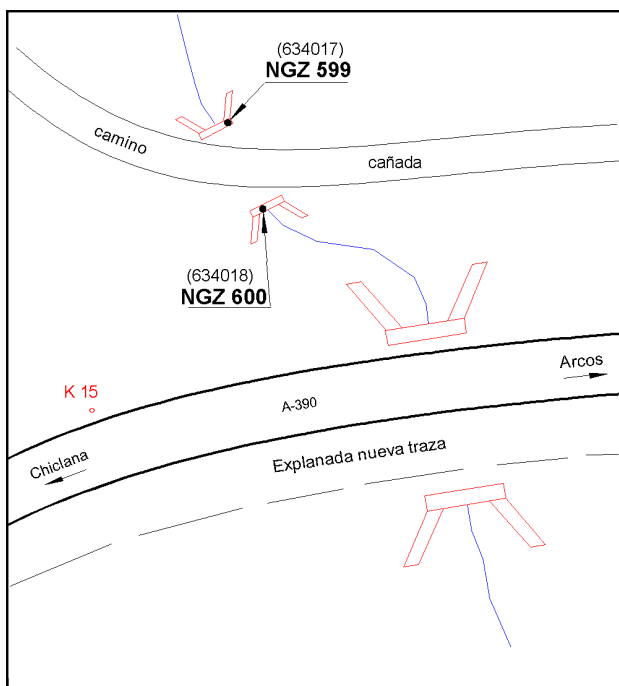 (634017)
NGZ 599
camino
cañada
(634018)
NGZ 600
Arcos
K 15
A-390
Chiclana
Explanada nueva traza